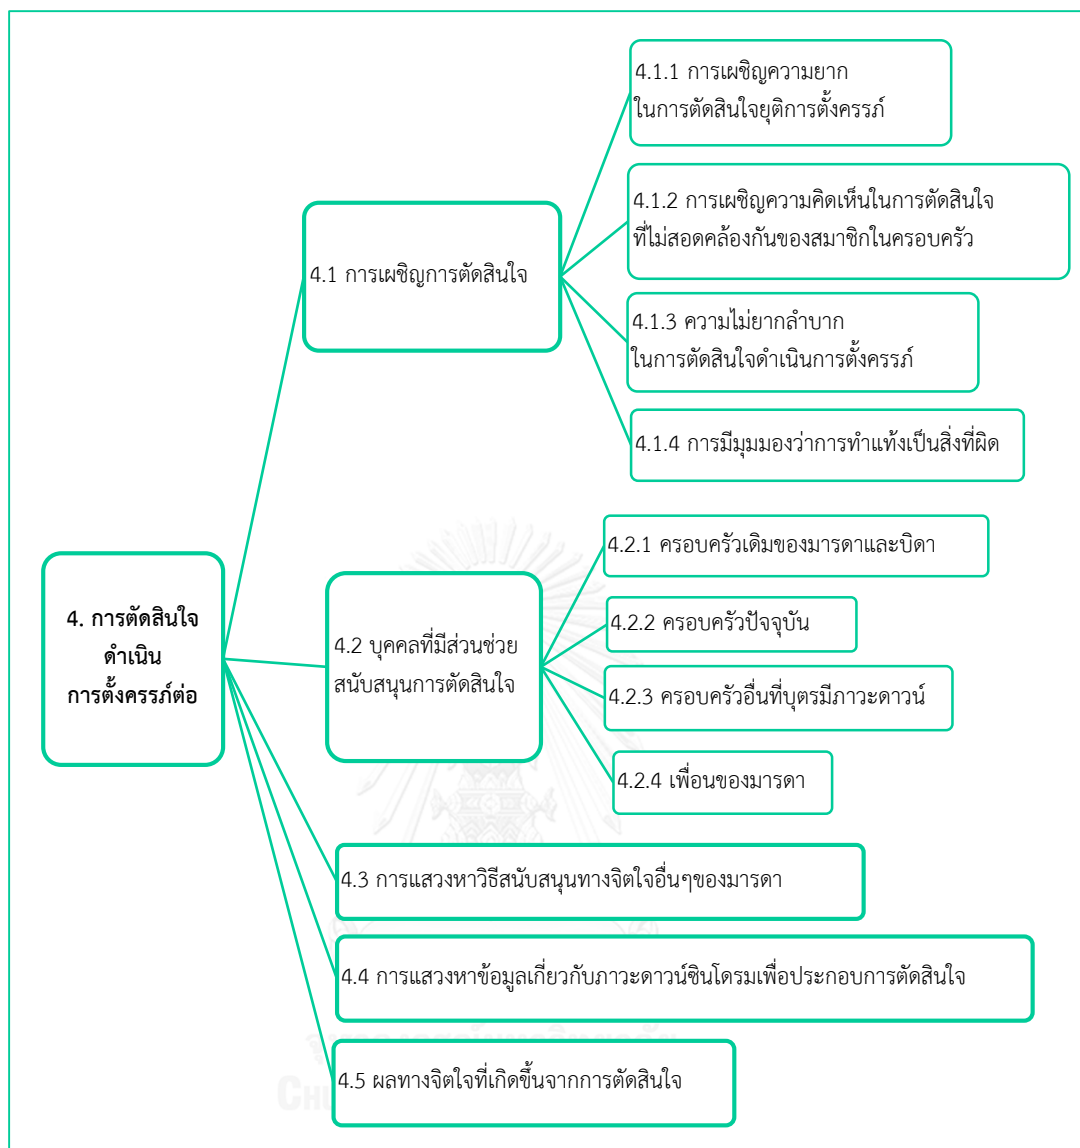 4. การตัดสินใจ
ดำเนิน
การตั้งครรภ์ต่อ
4.1 การเผชิญการตัดสินใจ
4.1.1 การเผชิญความยาก
ในการตัดสินใจยุติการตั้งครรภ์
4.1.2 การเผชิญความคิดเห็นในการตัดสินใจ
ที่ไม่สอดคล้องกันของสมาชิกในครอบครัว
4.1.3 ความไม่ยากลำบาก
ในการตัดสินใจดำเนินการตั้งครรภ์
4.1.4 การมีมุมมองว่าการทำแท้งเป็นสิ่งที่ผิด
4.2 บุคคลที่มีส่วนช่วย
สนับสนุนการตัดสินใจ
4.2.1 ครอบครัวเดิมของมารดาและบิดา
4.2.2 ครอบครัวปัจจุบัน
4.2.3 ครอบครัวอื่นที่บุตรมีภาวะดาวน์
4.2.4 เพื่อนของมารดา
4.3 การแสวงหาวิธีสนับสนุนทางจิตใจอื่นๆของมารดา
4.4 การแสวงหาข้อมูลเกี่ยวกับภาวะดาวน์ซินโดรมเพื่อประกอบการตัดสินใจ
4.5 ผลทางจิตใจที่เกิดขึ้นจากการตัดสินใจ